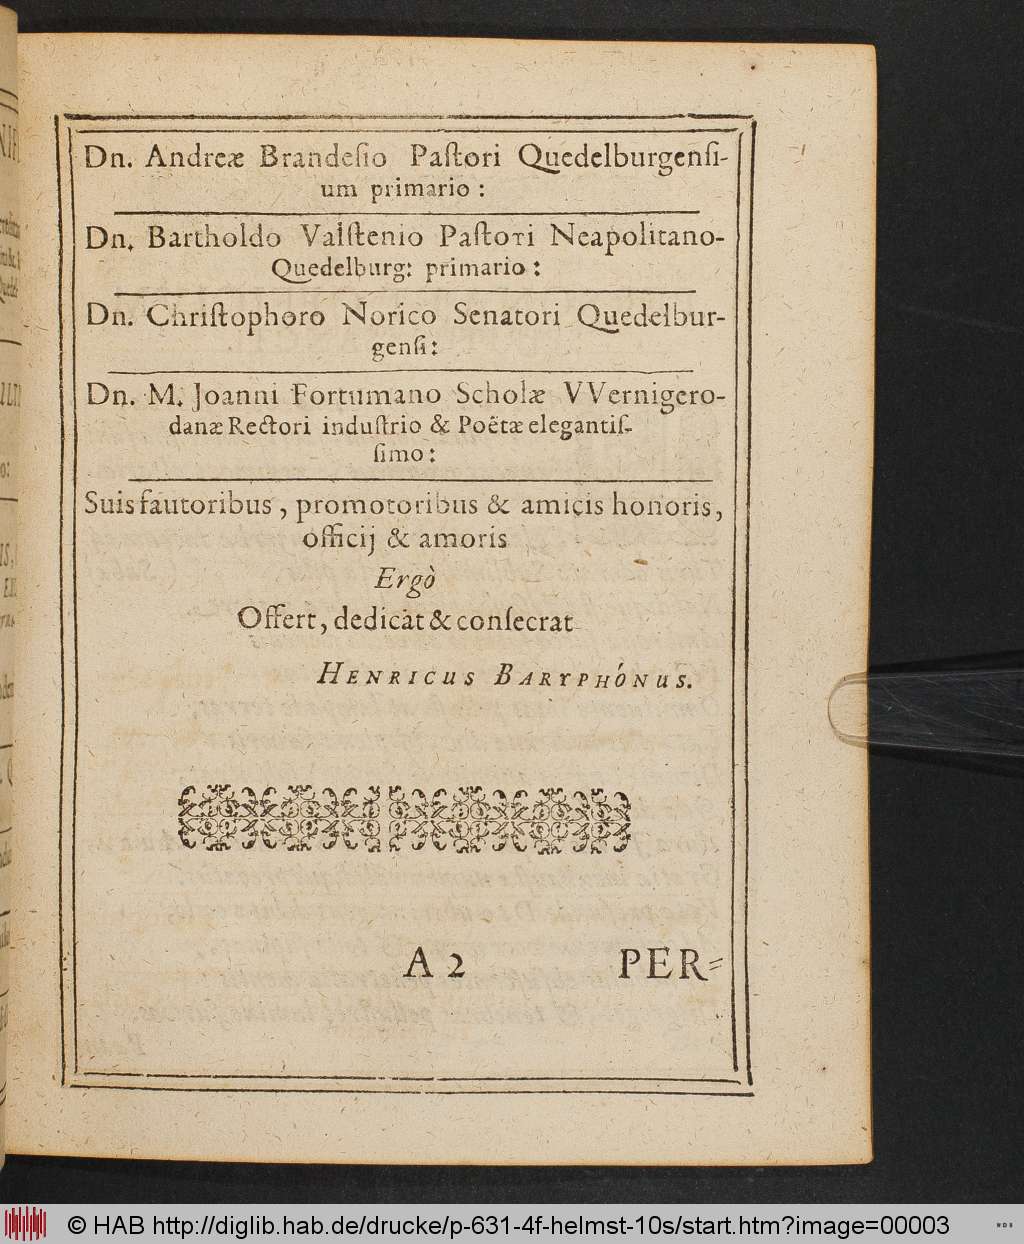 Dn. Andreæ Brandeſio Paſtori Quedelburgenſi-
um primario :
Dn. Bartholdo Valſtenio Paſtori Neapolitano-
Quedelburg: primario :
Dn. Chriſtophoro Norico Senatori Quedelbur-
genſi :
Dn. M. Joanni Fortumano Scholæ VVernigero-
danæ Rectori induſtrio & Poëtæ elegantiſ-
ſimo :
Suis fautoribus , promotoribus & amicis honoris ,
officij & amoris
Ergò
Offert , dedicat & conſecrat
HENRICUS BARYPHÓNUS.
A 2 PER-
© HAB http://diglib.hab.de/drucke/p-631-4f-helmst-10s/start.htm?image=00003